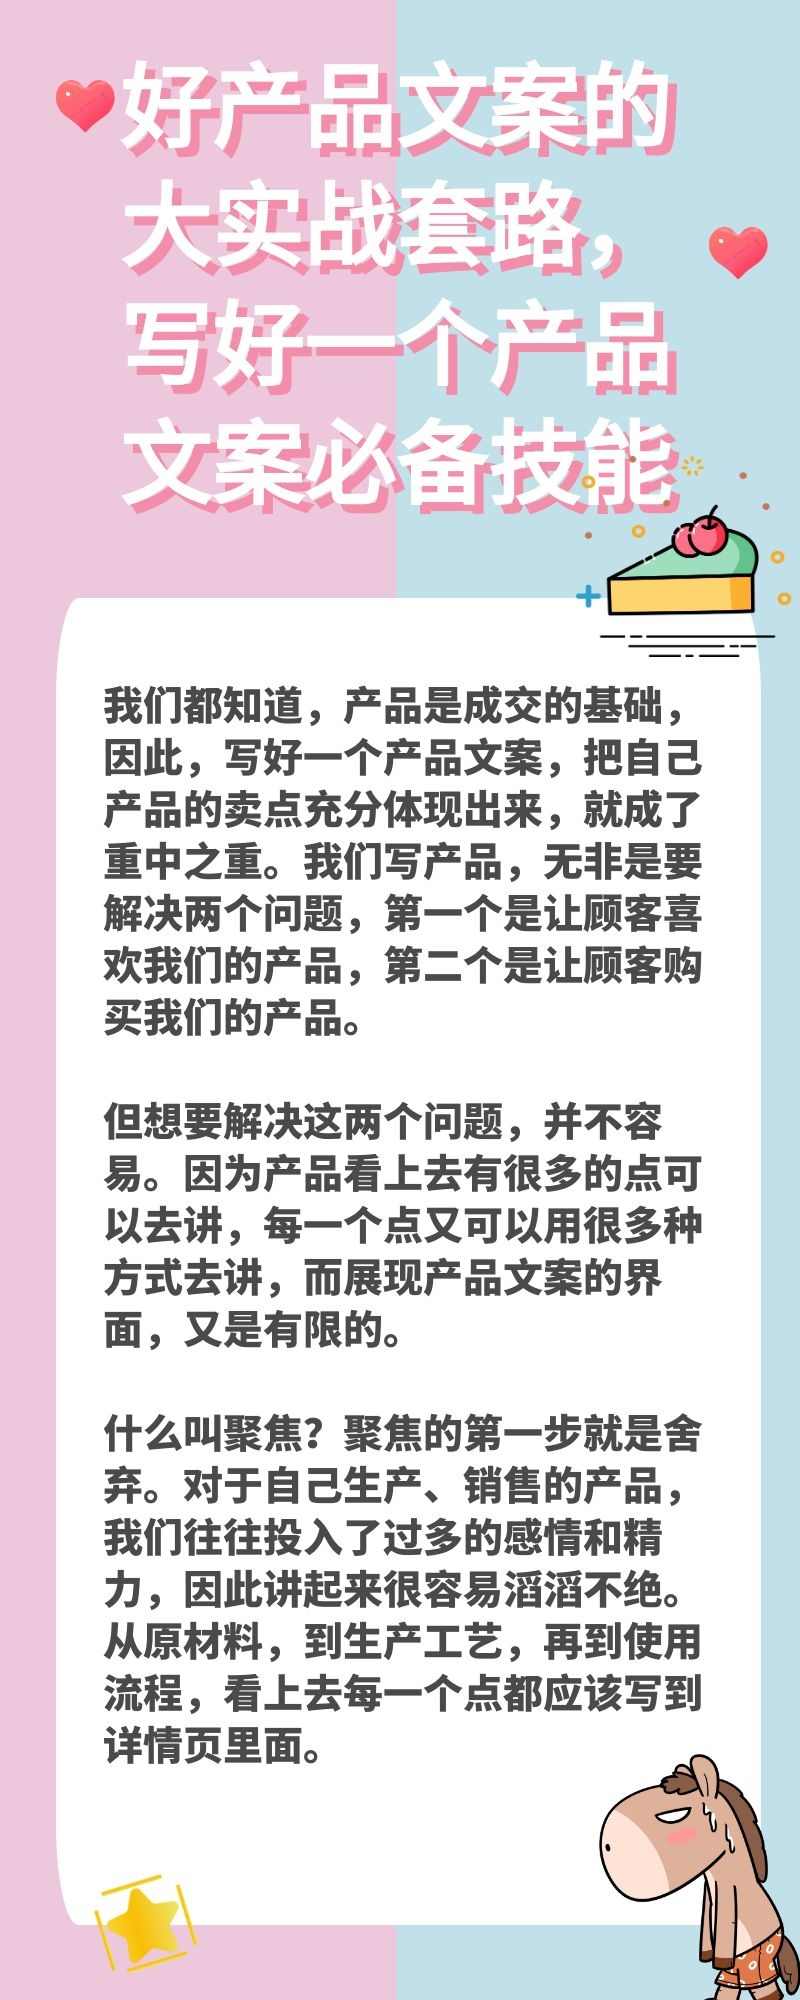 好产品文案的
大实战套路，
写好一个产品
文案必备技能
我们都知道，产品是成交的基础，
因此，写好一个产品文案，把自己
产品的卖点充分体现出来，就成了
重中之重。我们写产品，无非是要
解决两个问题，第一个是让顾客喜
欢我们的产品，第二个是让顾客购
买我们的产品。
但想要解决这两个问题，并不容
易。因为产品看上去有很多的点可
以去讲，每一个点又可以用很多种
方式去讲，而展现产品文案的界
面，又是有限的。
什么叫聚焦？聚焦的第一步就是舍
弃。对于自己生产、销售的产品，
我们往往投入了过多的感情和精
力，因此讲起来很容易滔滔不绝。
从原材料，到生产工艺，再到使用
流程，看上去每一个点都应该写到
详情页里面。